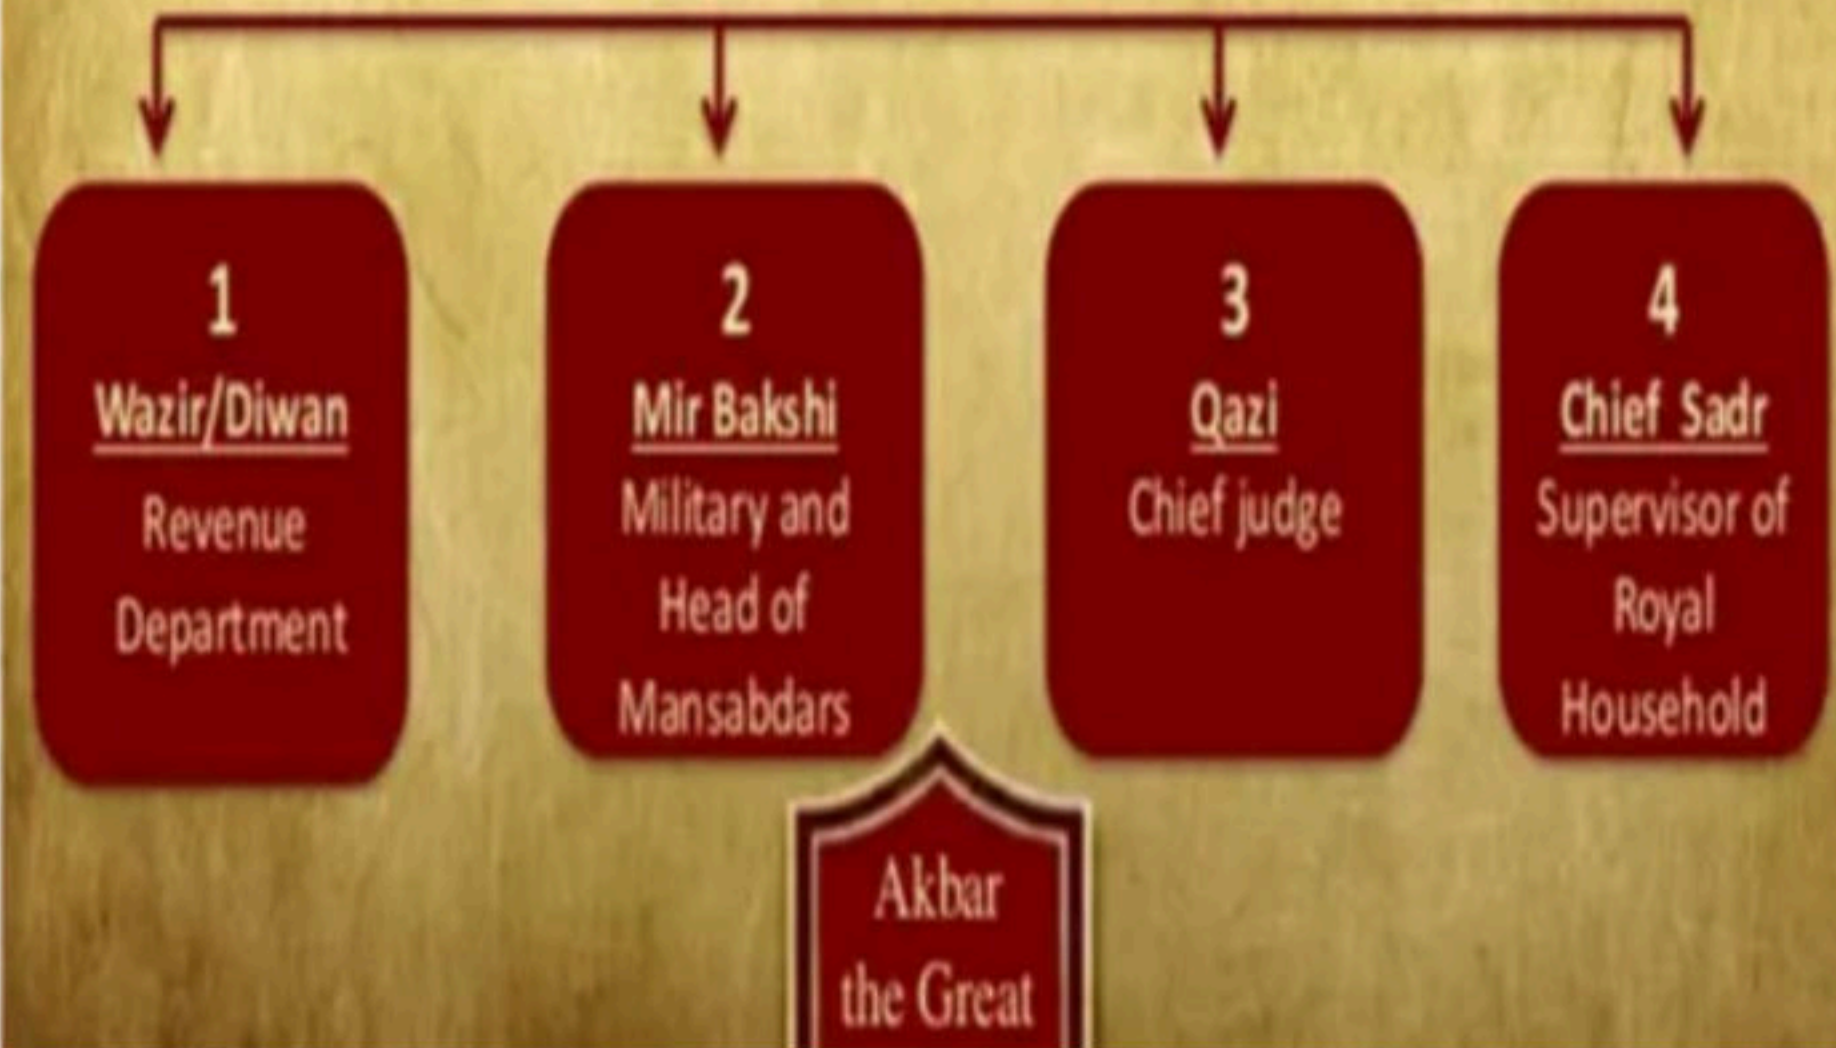 1
Wazir/Diwan
Revenue
Department
2
Mir Bakshi
Military and
Head of
Mansabdars
3
Qazi
Chief judge
4
Chief Sadr
Supervisor of
Royal
Household
Akbar
the Great